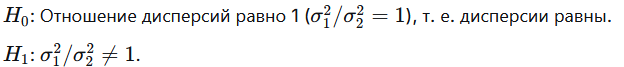 H₀: Отношение дисперсий равно 1 (σ₁²/σ₂² = 1), т. е. дисперсии равны.
H₁: σ₁²/σ₂² ≠ 1.